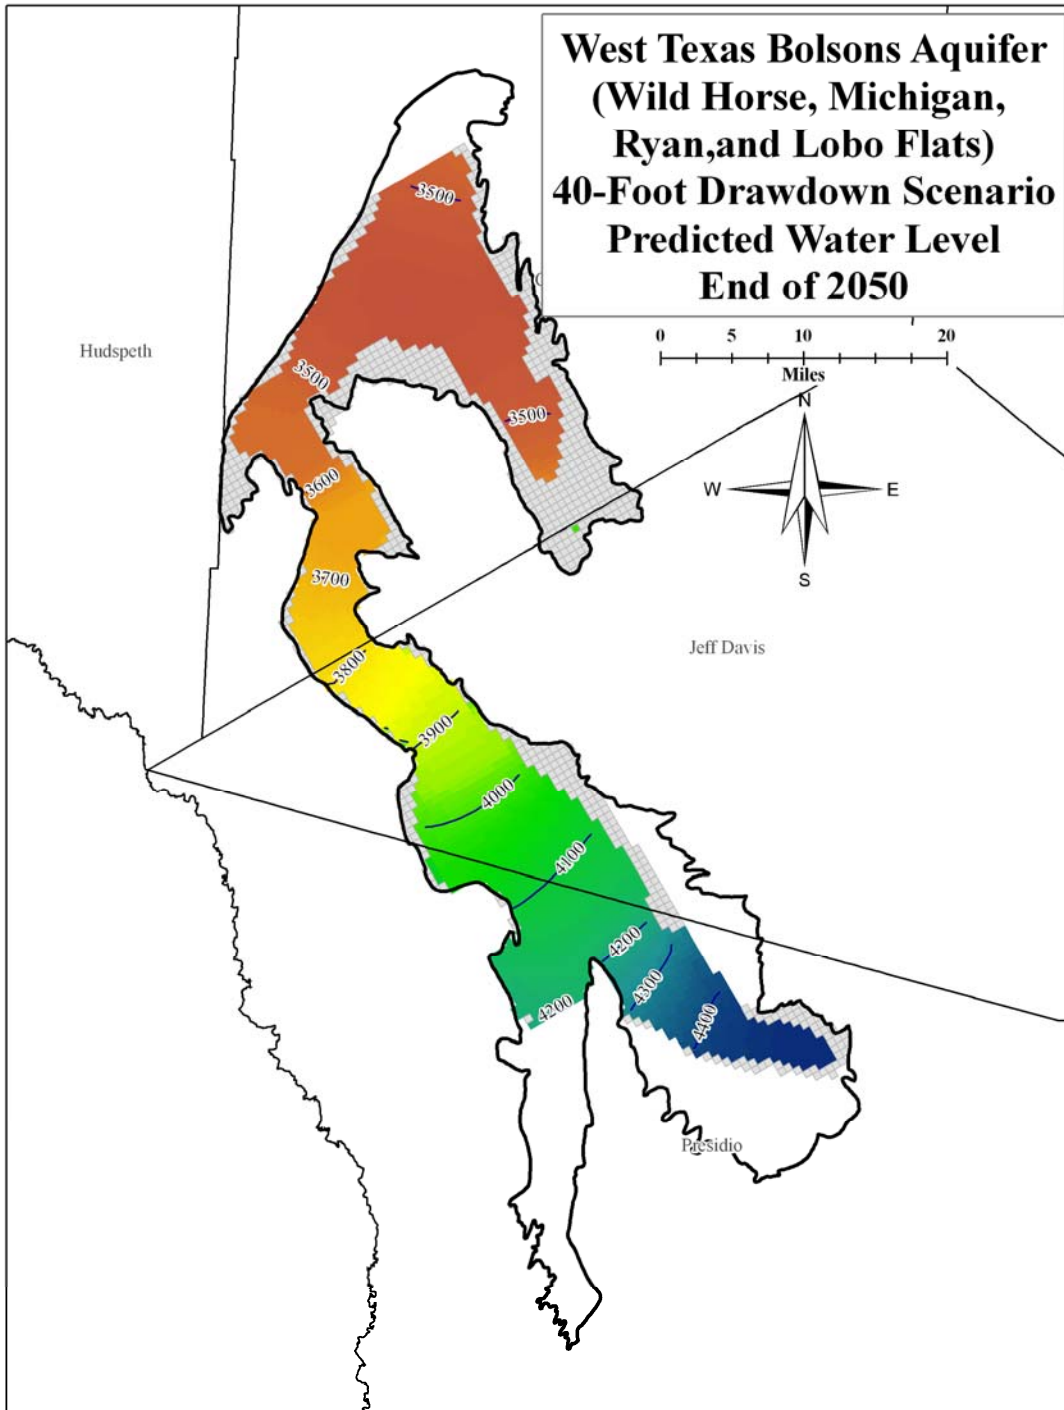 West Texas Bolsons Aquifer
(Wild Horse, Michigan,
Ryan,and Lobo Flats)
40-Foot Drawdown Scenario
Predicted Water Level
End of 2050
0 5 10 20
Miles
N
W E
S
Hudspeth
Jeff Davis
Presidio
3500
3500
3500
3600
3700
3800
3900
4000
4100
4200
4300
4200
4400